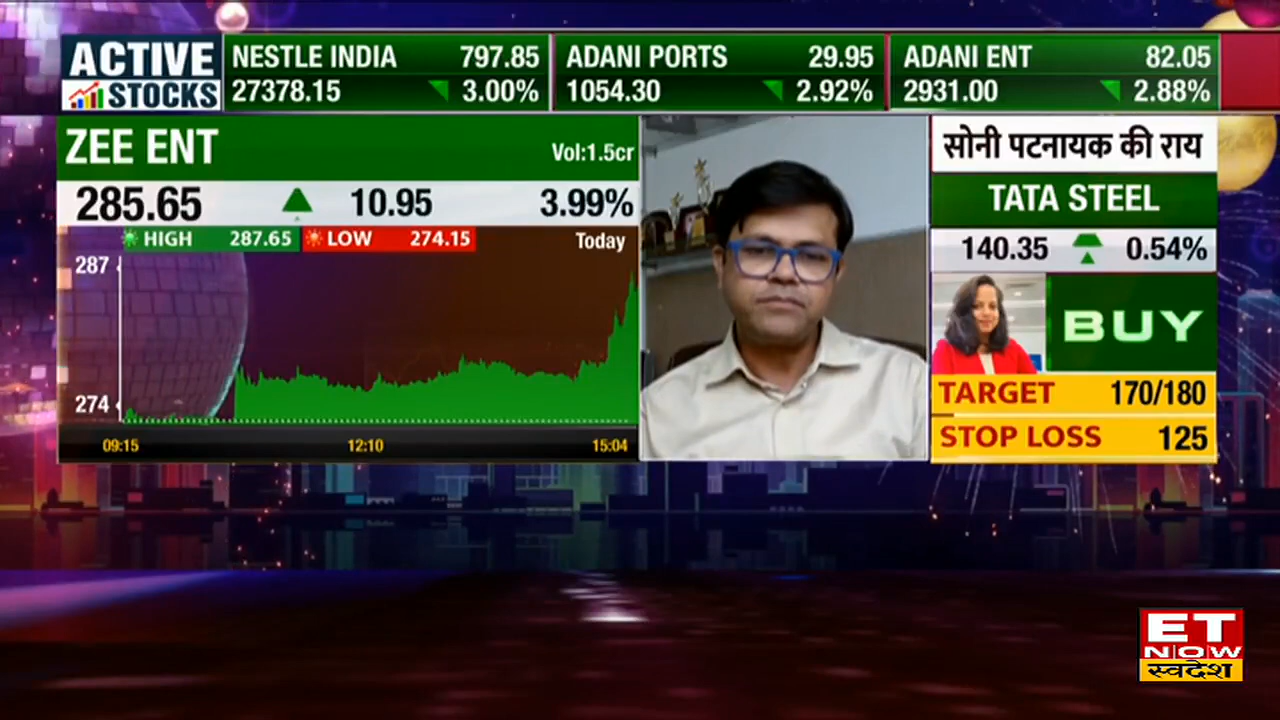 ACTIVE STOCKS
NESTLE INDIA 797.85
27378.15 3.00%
ADANI PORTS 29.95
1054.30 2.92%
ADANI ENT 82.05
2931.00 2.88%
ZEE ENT
Vol:1.5cr
285.65 10.95 3.99%
HIGH 287.65 LOW 274.15 Today
287
274
09:15 12:10 15:04
सोनी पटनायक की राय
TATA STEEL
140.35 0.54%
BUY
TARGET 170/180
STOP LOSS 125
ET
NOW
स्वदेश